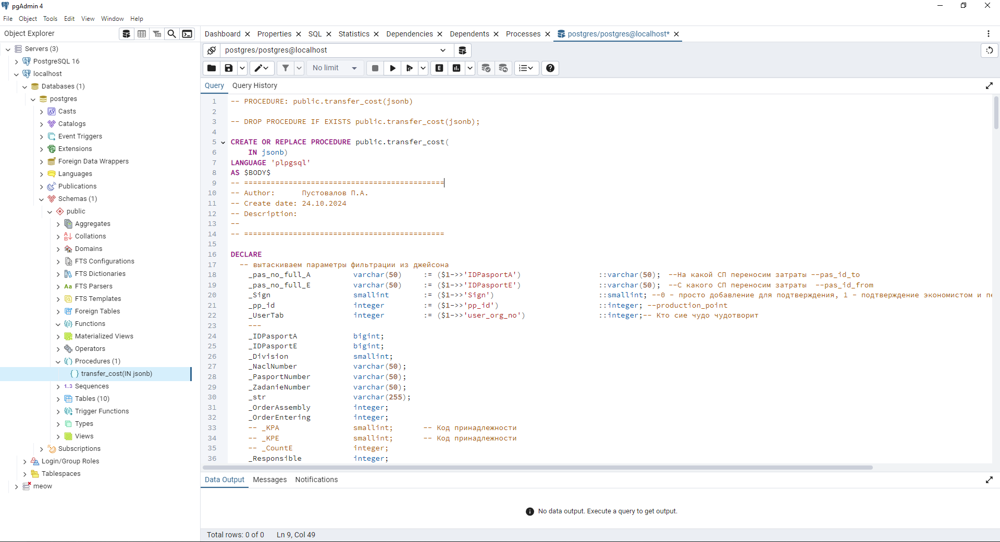 pgAdmin 4
File Object Tools Edit View Window Help
Object Explorer
Dashboard Properties SQL Statistics Dependencies Dependents Processes postgres/postgres@localhost*
Servers (3)
PostgreSQL 16
localhost
Databases (1)
postgres
Casts
Catalogs
Event Triggers
Extensions
Foreign Data Wrappers
Languages
Publications
Schemas (1)
public
Aggregates
Collations
Domains
FTS Configurations
FTS Dictionaries
FTS Parsers
FTS Templates
Foreign Tables
Functions
Materialized Views
Operators
Procedures (1)
transfer_cost(IN jsonb)
1..3 Sequences
Tables (10)
Trigger Functions
Types
Views
Subscriptions
Login/Group Roles
Tablespaces
meow
postgres/postgres@localhost
No limit
Query Query History
1 -- PROCEDURE: public.transfer_cost(jsonb)
2
3 -- DROP PROCEDURE IF EXISTS public.transfer_cost(jsonb);
4
5 CREATE OR REPLACE PROCEDURE public.transfer_cost(
6 IN jsonb)
7 LANGUAGE 'plpgsql'
8 AS $BODY$
9 -- =============================================
10 -- Author: Пустовалов П.А.
11 -- Create date: 24.10.2024
12 -- Description:
13 --
14 -- =============================================
15
16 DECLARE
17 -- вытаскиваем параметры фильтрации из джейсона
18 _pas_no_full_A varchar(50) := ($1->>'IDPasportA') ::varchar(50); --На какой СП переносим затраты --pas_id_to
19 _pas_no_full_E varchar(50) := ($1->>'IDPasportE') ::varchar(50); --С какого СП переносим затраты --pas_id_from
20 _Sign smallint := ($1->>'Sign') ::smallint; --0 - просто добавление для подтверждения, 1 - подтверждение экономистом и пе
21 _pp_id integer := ($1->>'pp_id') ::integer; --production_point
22 _UserTab integer := ($1->>'user_org_no') ::integer;-- Кто сие чудо чудотворит
23 ---
24 _IDPasportA bigint;
25 _IDPasportE bigint;
26 _Division smallint;
27 _NaclNumber varchar(50);
28 _PasportNumber varchar(50);
29 _ZadanieNumber varchar(50);
30 _str varchar(255);
31 _OrderAssembly integer;
32 _OrderEntering integer;
33 -- _KPA smallint; -- Код принадлежности
34 -- _KPE smallint; -- Код принадлежности
35 -- _CountE integer;
36 _Responsible integer;
Data Output Messages Notifications
No data output. Execute a query to get output.
Total rows: 0 of 0 Ln 9, Col 49